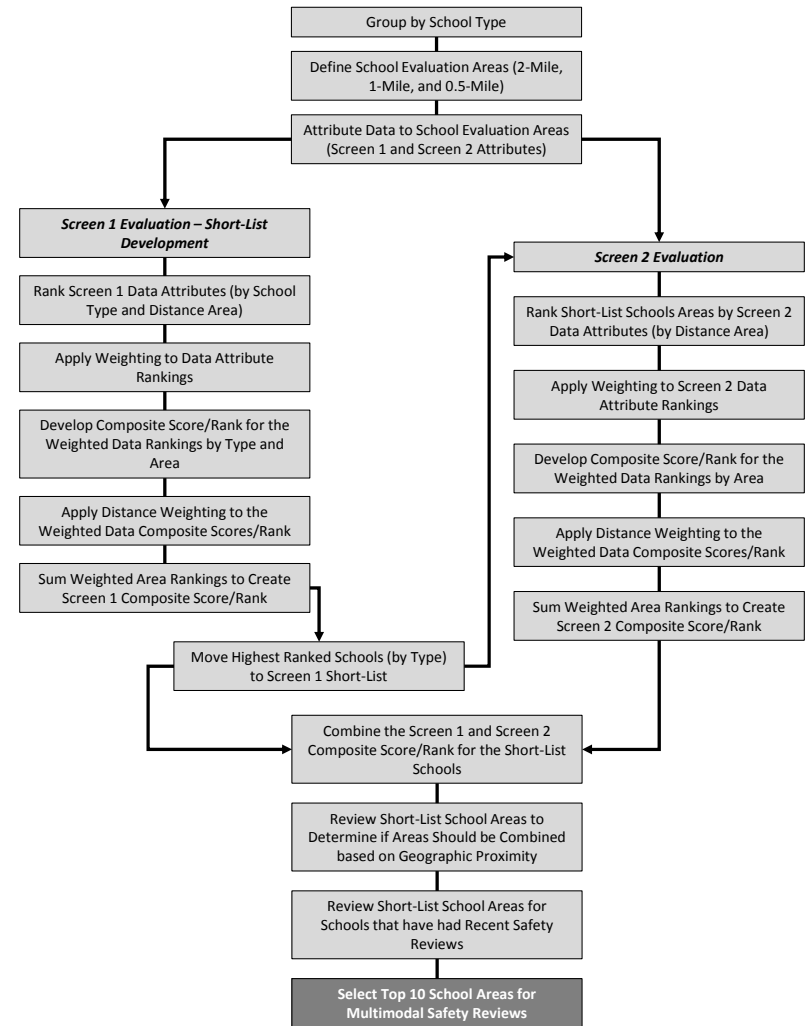 Group by School Type
Define School Evaluation Areas (2-Mile,
1-Mile, and 0.5-Mile)
Attribute Data to School Evaluation Areas
(Screen 1 and Screen 2 Attributes)
Screen 1 Evaluation – Short-List
Development
Rank Screen 1 Data Attributes (by School
Type and Distance Area)
Apply Weighting to Data Attribute
Rankings
Develop Composite Score/Rank for the
Weighted Data Rankings by Type and
Area
Apply Distance Weighting to the
Weighted Data Composite Scores/Rank
Sum Weighted Area Rankings to Create
Screen 1 Composite Score/Rank
Move Highest Ranked Schools (by Type)
to Screen 1 Short-List
Screen 2 Evaluation
Rank Short-List Schools Areas by Screen 2
Data Attributes (by Distance Area)
Apply Weighting to Screen 2 Data
Attribute Rankings
Develop Composite Score/Rank for the
Weighted Data Rankings by Area
Apply Distance Weighting to the
Weighted Data Composite Scores/Rank
Sum Weighted Area Rankings to Create
Screen 2 Composite Score/Rank
Combine the Screen 1 and Screen 2
Composite Score/Rank for the Short-List
Schools
Review Short-List School Areas to
Determine if Areas Should be Combined
based on Geographic Proximity
Review Short-List School Areas for
Schools that have had Recent Safety
Reviews
Select Top 10 School Areas for
Multimodal Safety Reviews